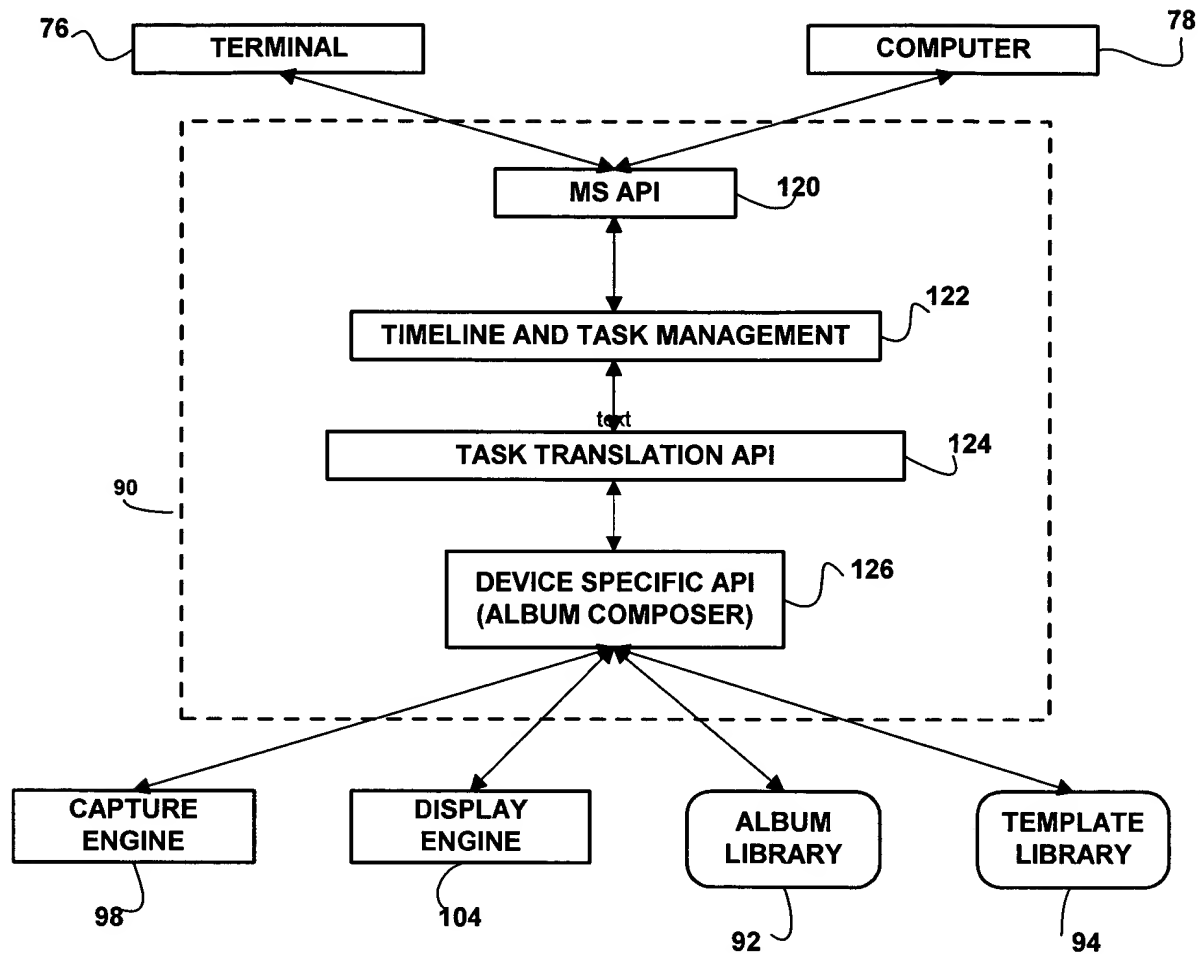 76
TERMINAL
COMPUTER
78
MS API
120
122
TIMELINE AND TASK MANAGEMENT
text
TASK TRANSLATION API
124
90
DEVICE SPECIFIC API
(ALBUM COMPOSER)
126
CAPTURE
ENGINE
DISPLAY
ENGINE
ALBUM
LIBRARY
TEMPLATE
LIBRARY
98
104
92
94